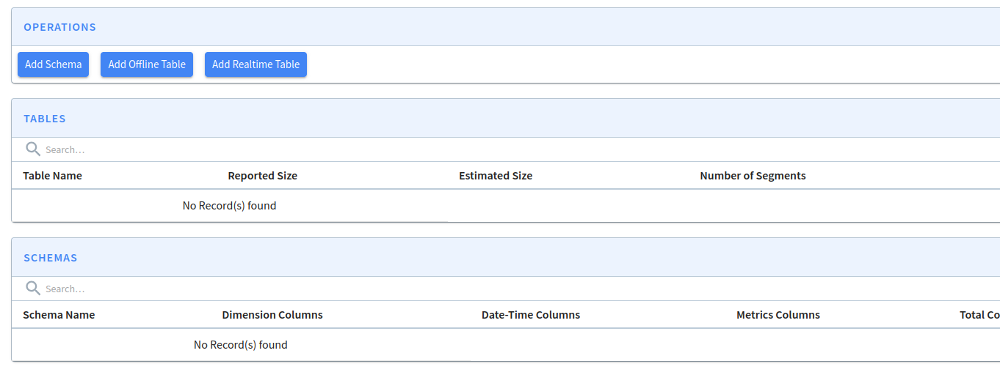 OPERATIONS
Add Schema Add Offline Table Add Realtime Table
TABLES
Search…
Table Name Reported Size Estimated Size Number of Segments
No Record(s) found
SCHEMAS
Search…
Schema Name Dimension Columns Date-Time Columns Metrics Columns Total Co
No Record(s) found